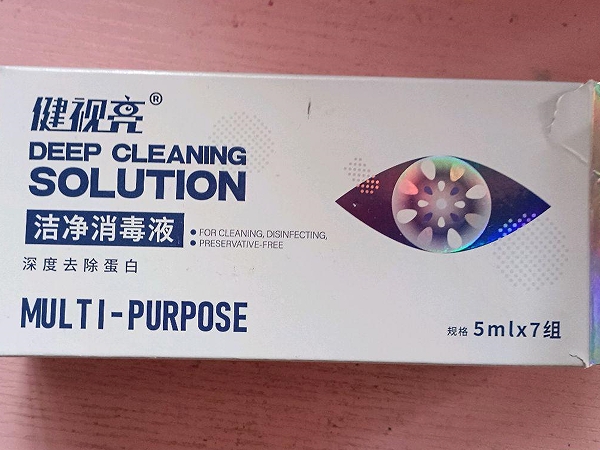 健视亮®
DEEP CLEANING
SOLUTION
洁净消毒液
• FOR CLEANING, DISINFECTING,
• PRESERVATIVE-FREE
深度去除蛋白
MULTI-PURPOSE
规格 5mlx7组